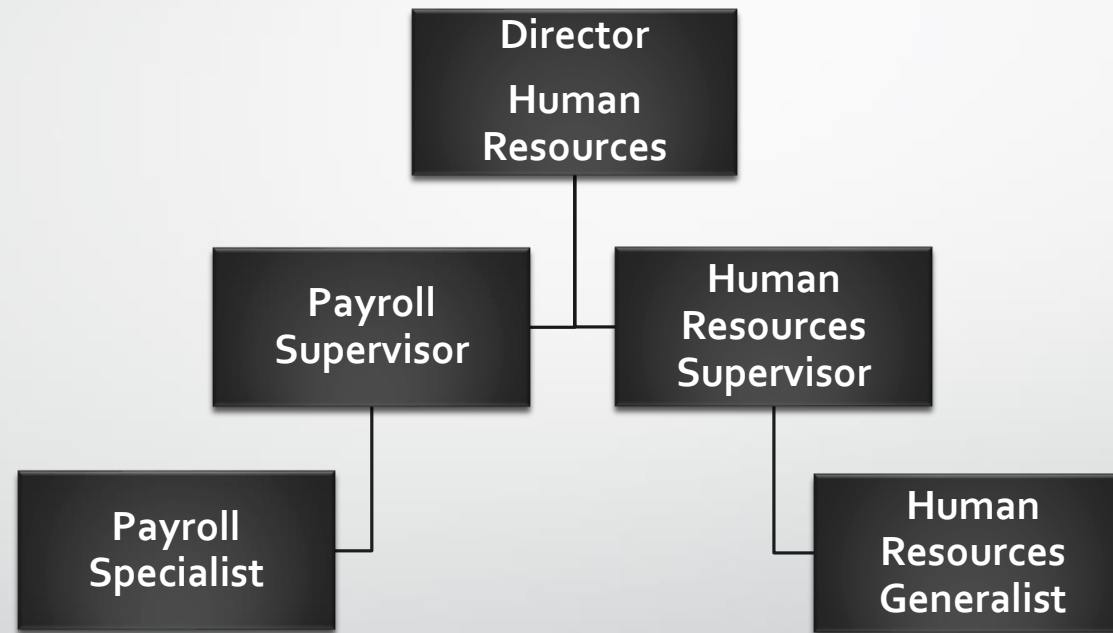 Director
Human
Resources
Payroll
Supervisor
Human
Resources
Supervisor
Payroll
Specialist
Human
Resources
Generalist